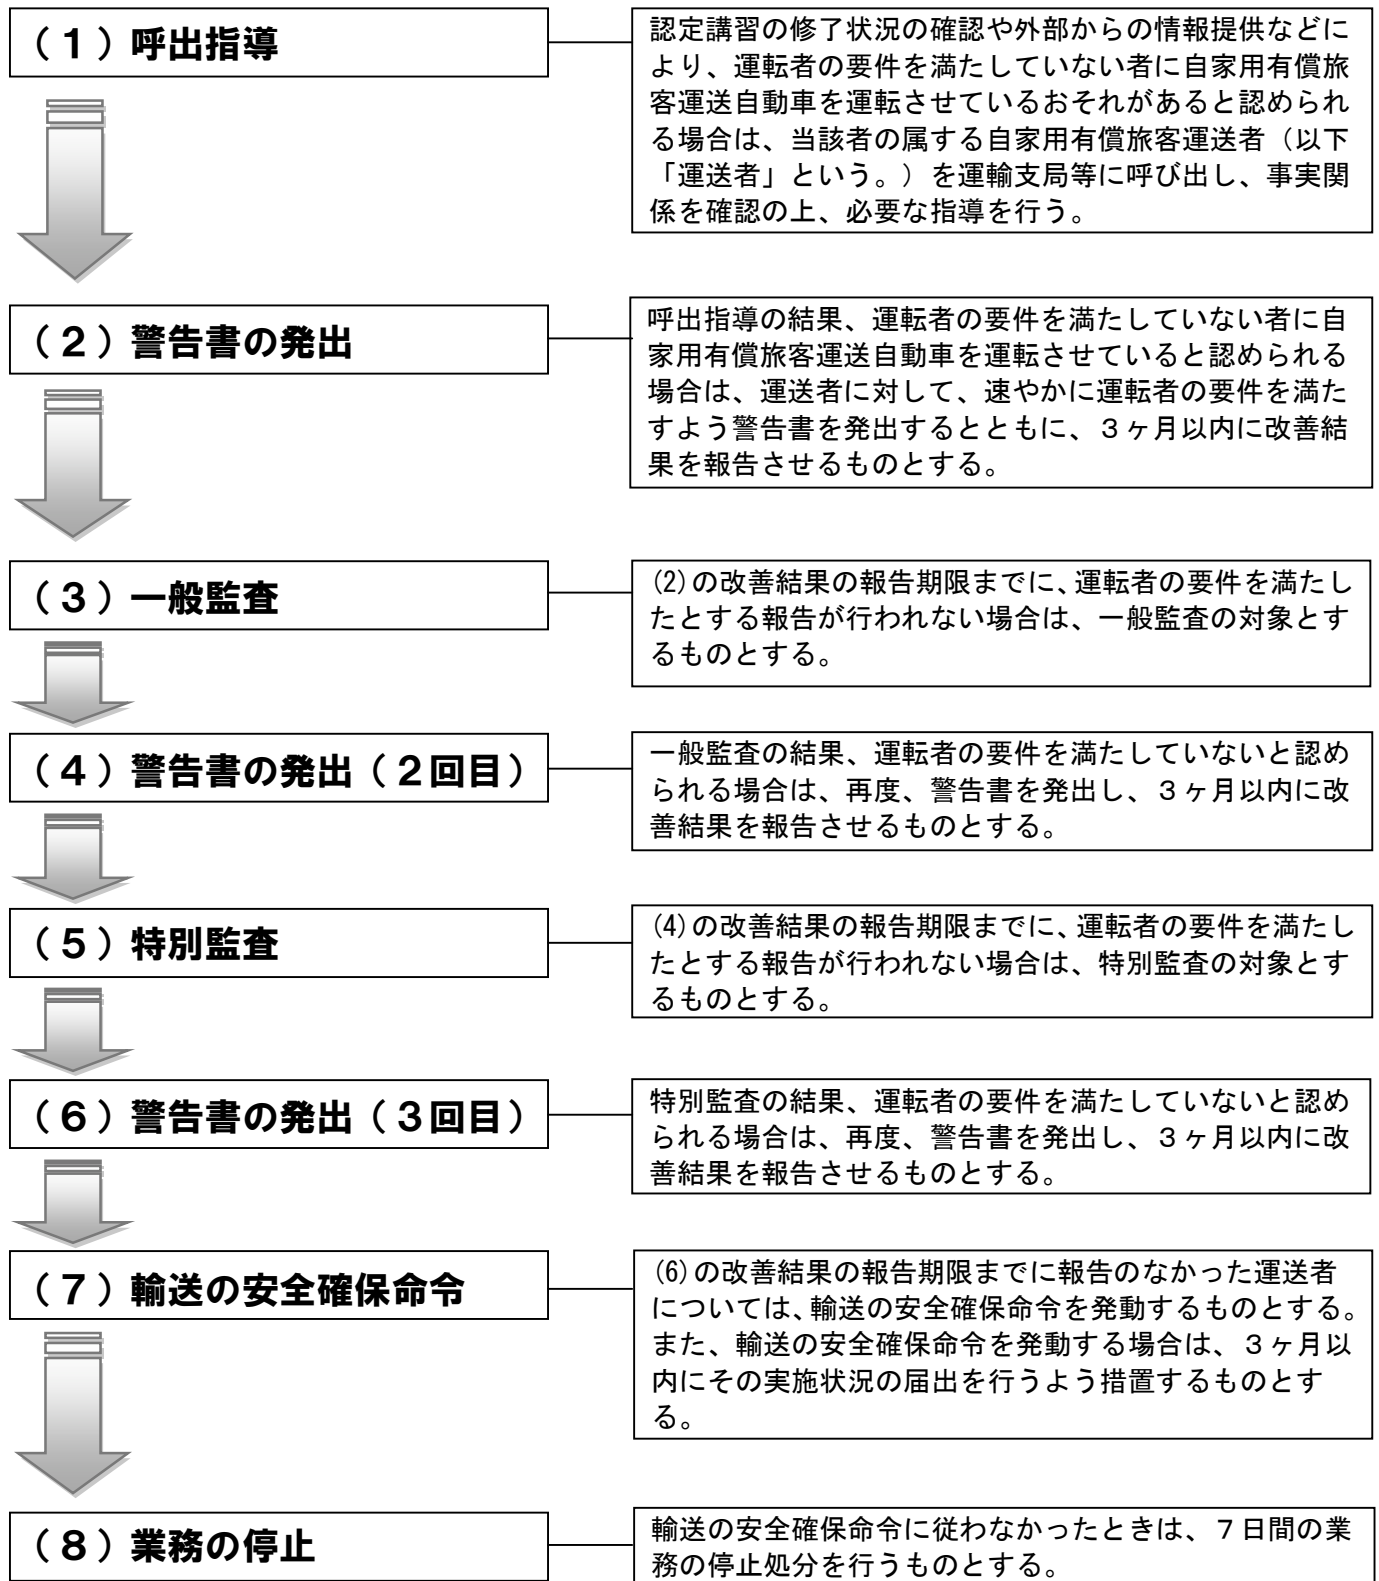 （１）呼出指導
認定講習の修了状況の確認や外部からの情報提供などに
より、運転者の要件を満たしていない者に自家用有償旅
客運送自動車を運転させているおそれがあると認められ
る場合は、当該者の属する自家用有償旅客運送者（以下
「運送者」という。）を運輸支局等に呼び出し、事実関
係を確認の上、必要な指導を行う。
（２）警告書の発出
呼出指導の結果、運転者の要件を満たしていない者に自
家用有償旅客運送自動車を運転させていると認められる
場合は、運送者に対して、速やかに運転者の要件を満た
すよう警告書を発出するとともに、３ヶ月以内に改善結
果を報告させるものとする。
（３）一般監査
(2)の改善結果の報告期限までに、運転者の要件を満たし
たとする報告が行われない場合は、一般監査の対象とす
るものとする。
（４）警告書の発出（２回目）
一般監査の結果、運転者の要件を満たしていないと認め
られる場合は、再度、警告書を発出し、３ヶ月以内に改
善結果を報告させるものとする。
（５）特別監査
(4)の改善結果の報告期限までに、運転者の要件を満たし
たとする報告が行われない場合は、特別監査の対象とす
るものとする。
（６）警告書の発出（３回目）
特別監査の結果、運転者の要件を満たしていないと認め
られる場合は、再度、警告書を発出し、３ヶ月以内に改
善結果を報告させるものとする。
（７）輸送の安全確保命令
(6)の改善結果の報告期限までに報告のなかった運送者
については、輸送の安全確保命令を発動するものとする。
また、輸送の安全確保命令を発動する場合は、３ヶ月以
内にその実施状況の届出を行うよう措置するものとす
る。
（８）業務の停止
輸送の安全確保命令に従わなかったときは、７日間の業
務の停止処分を行うものとする。